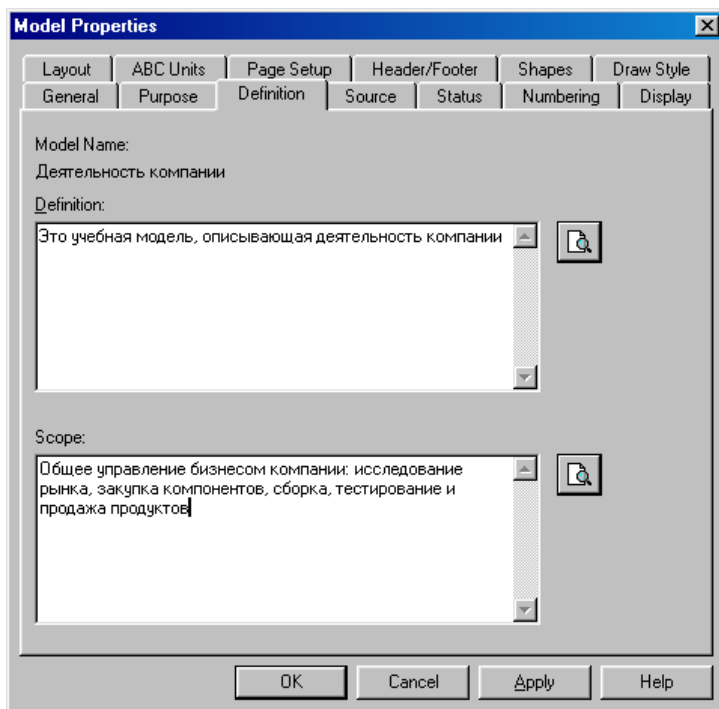 Model Properties
Layout ABC Units Page Setup Header/Footer Shapes Draw Style
General Purpose Definition Source Status Numbering Display
Model Name:
Деятельность компании
Definition:
Это учебная модель, описывающая деятельность компании
Scope:
Общее управление бизнесом компании: исследование
рынка, закупка компонентов, сборка, тестирование и
продажа продуктов
OK Cancel Apply Help